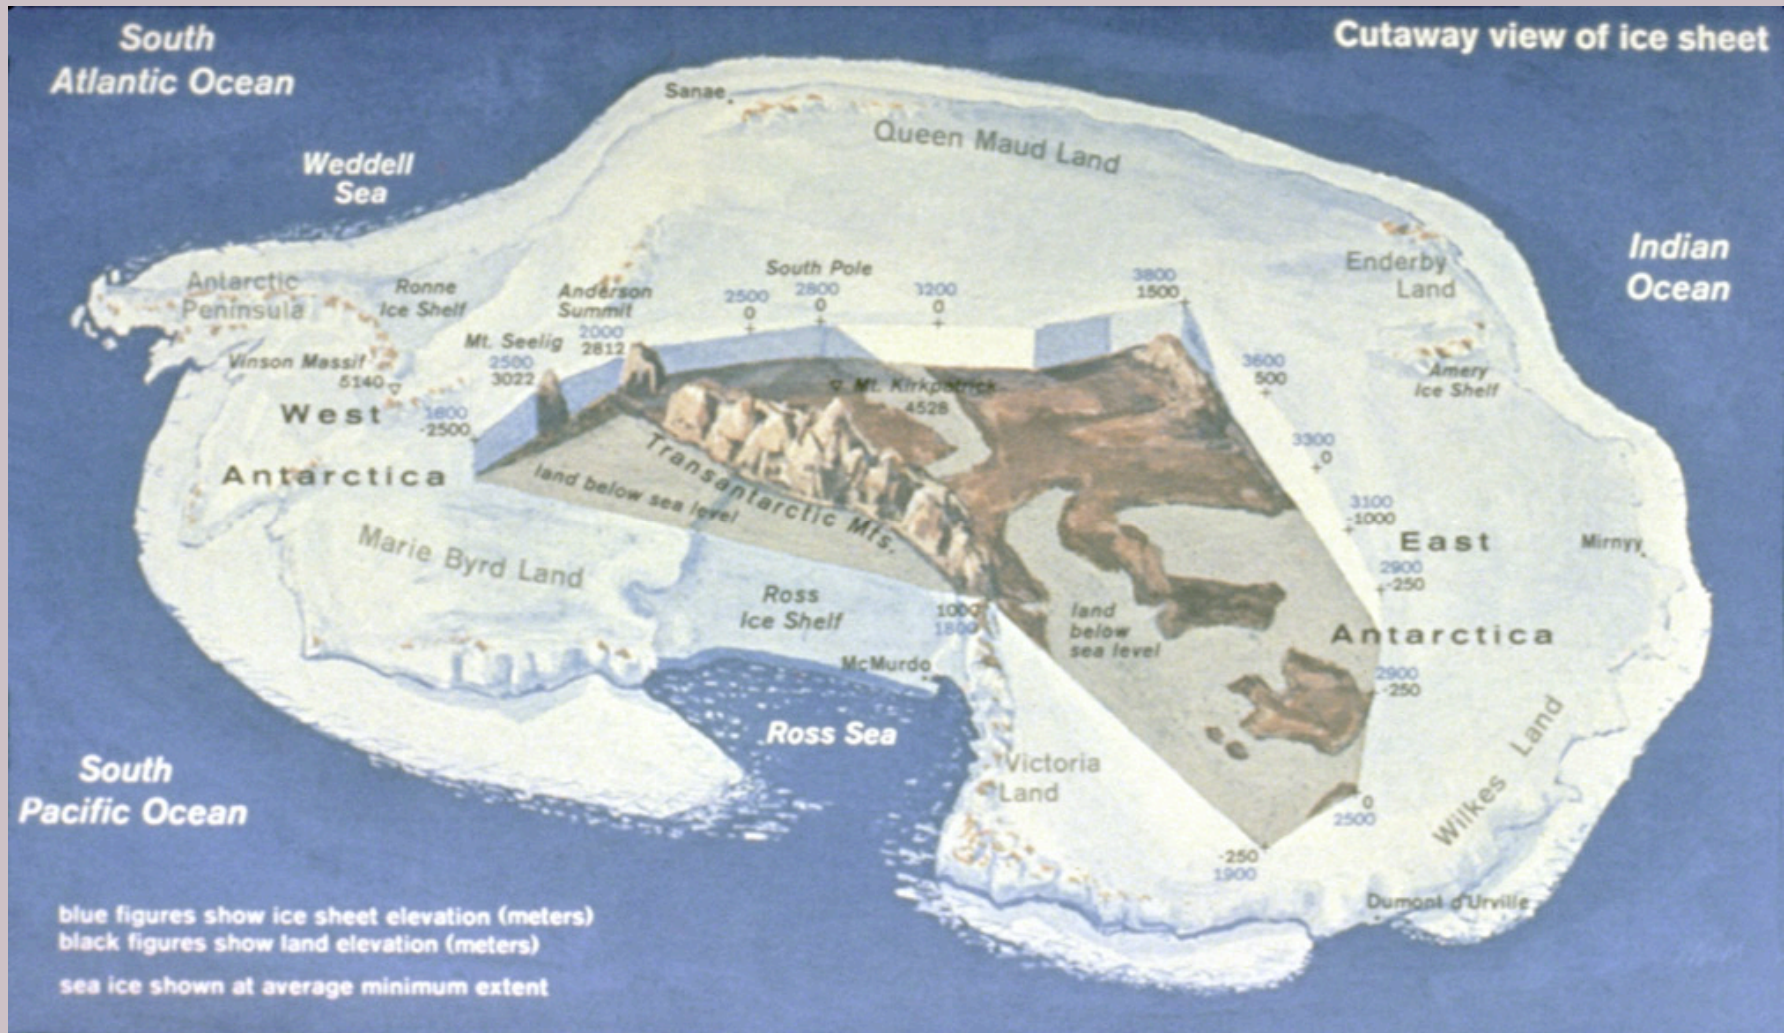 South
Atlantic Ocean
Cutaway view of ice sheet
Weddell
Sea
Sanae
Queen Maud Land
Indian
Ocean
Enderby
Land
Antarctic
Peninsula
Ronne
Ice Shelf
Anderson
Summit
2000
2812
South Pole
2500
0
2800
0
3200
0
3800
1500
Mt. Seelig
2500
3022
Vinson Massif
5140
1800
-2500
West
Antarctica
Mt. Kirkpatrick
4528
3600
500
Amery
Ice Shelf
3300
0
3100
-1000
2900
-250
East
Antarctica
Mirnyy
Transantarctic Mts.
land below sea level
Marie Byrd Land
Ross
Ice Shelf
1000
1800
McMurdo
land
below
sea level
2900
-250
Ross Sea
Victoria
Land
Wilkes Land
0
2500
-250
1900
Dumont d'Urville
South
Pacific Ocean
blue figures show ice sheet elevation (meters)
black figures show land elevation (meters)
sea ice shown at average minimum extent